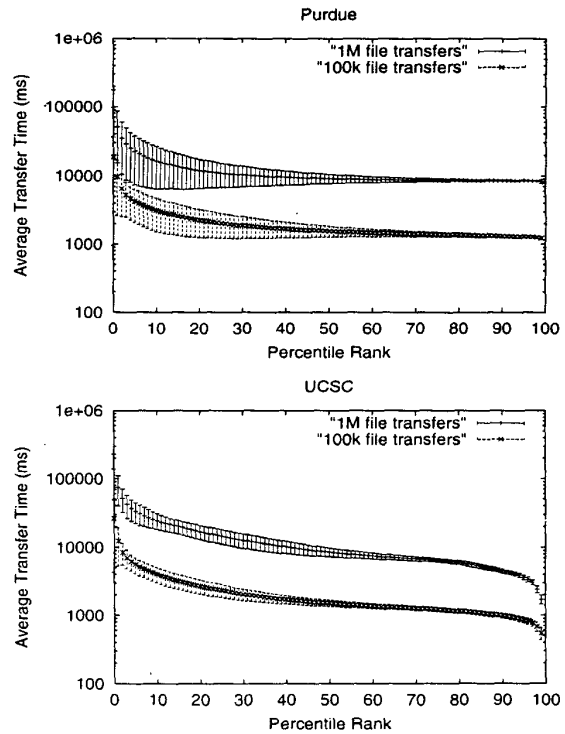 Purdue
1e+06
100000
10000
1000
100
Average Transfer Time (ms)
"1M file transfers"
"100k file transfers"
0 10 20 30 40 50 60 70 80 90 100
Percentile Rank
UCSC
1e+06
100000
10000
1000
100
Average Transfer Time (ms)
"1M file transfers"
"100k file transfers"
0 10 20 30 40 50 60 70 80 90 100
Percentile Rank